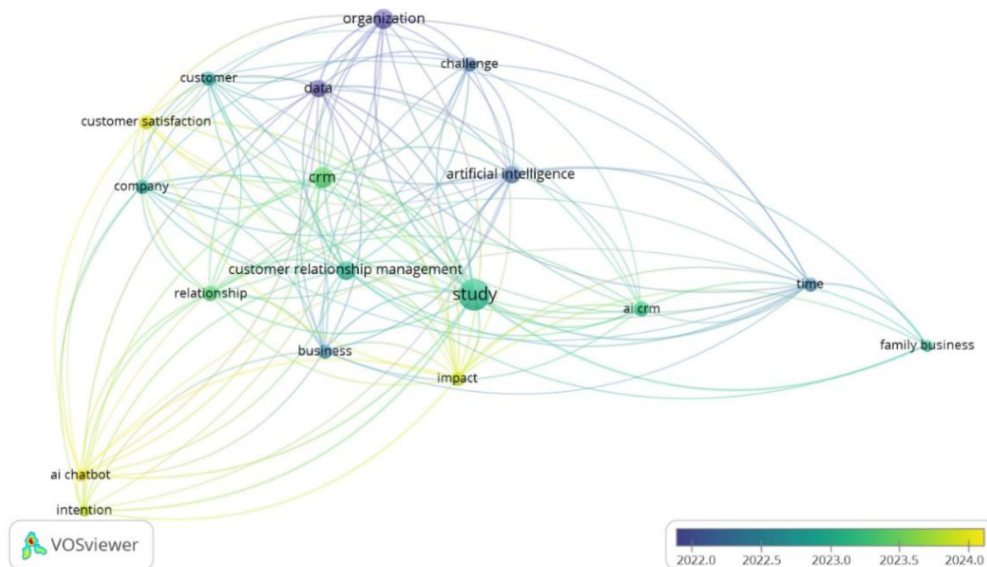 organization
challenge
customer
data
customer satisfaction
crm
artificial intelligence
company
customer relationship management
relationship
study
time
ai crm
family business
business
impact
ai chatbot
intention
VOSviewer
2022.0 2022.5 2023.0 2023.5 2024.0